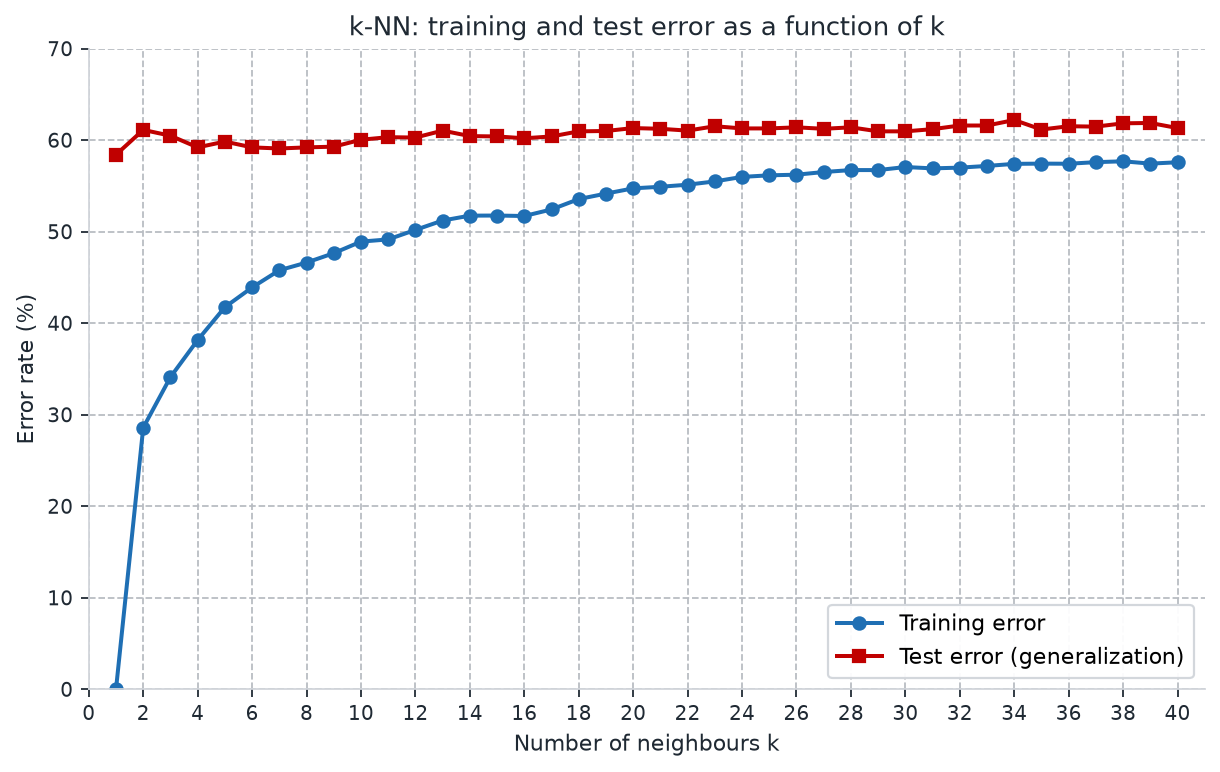 k-NN: training and test error as a function of k
70
60
50
40
30
20
10
0
Error rate (%)
Training error
Test error (generalization)
0 2 4 6 8 10 12 14 16 18 20 22 24 26 28 30 32 34 36 38 40
Number of neighbours k